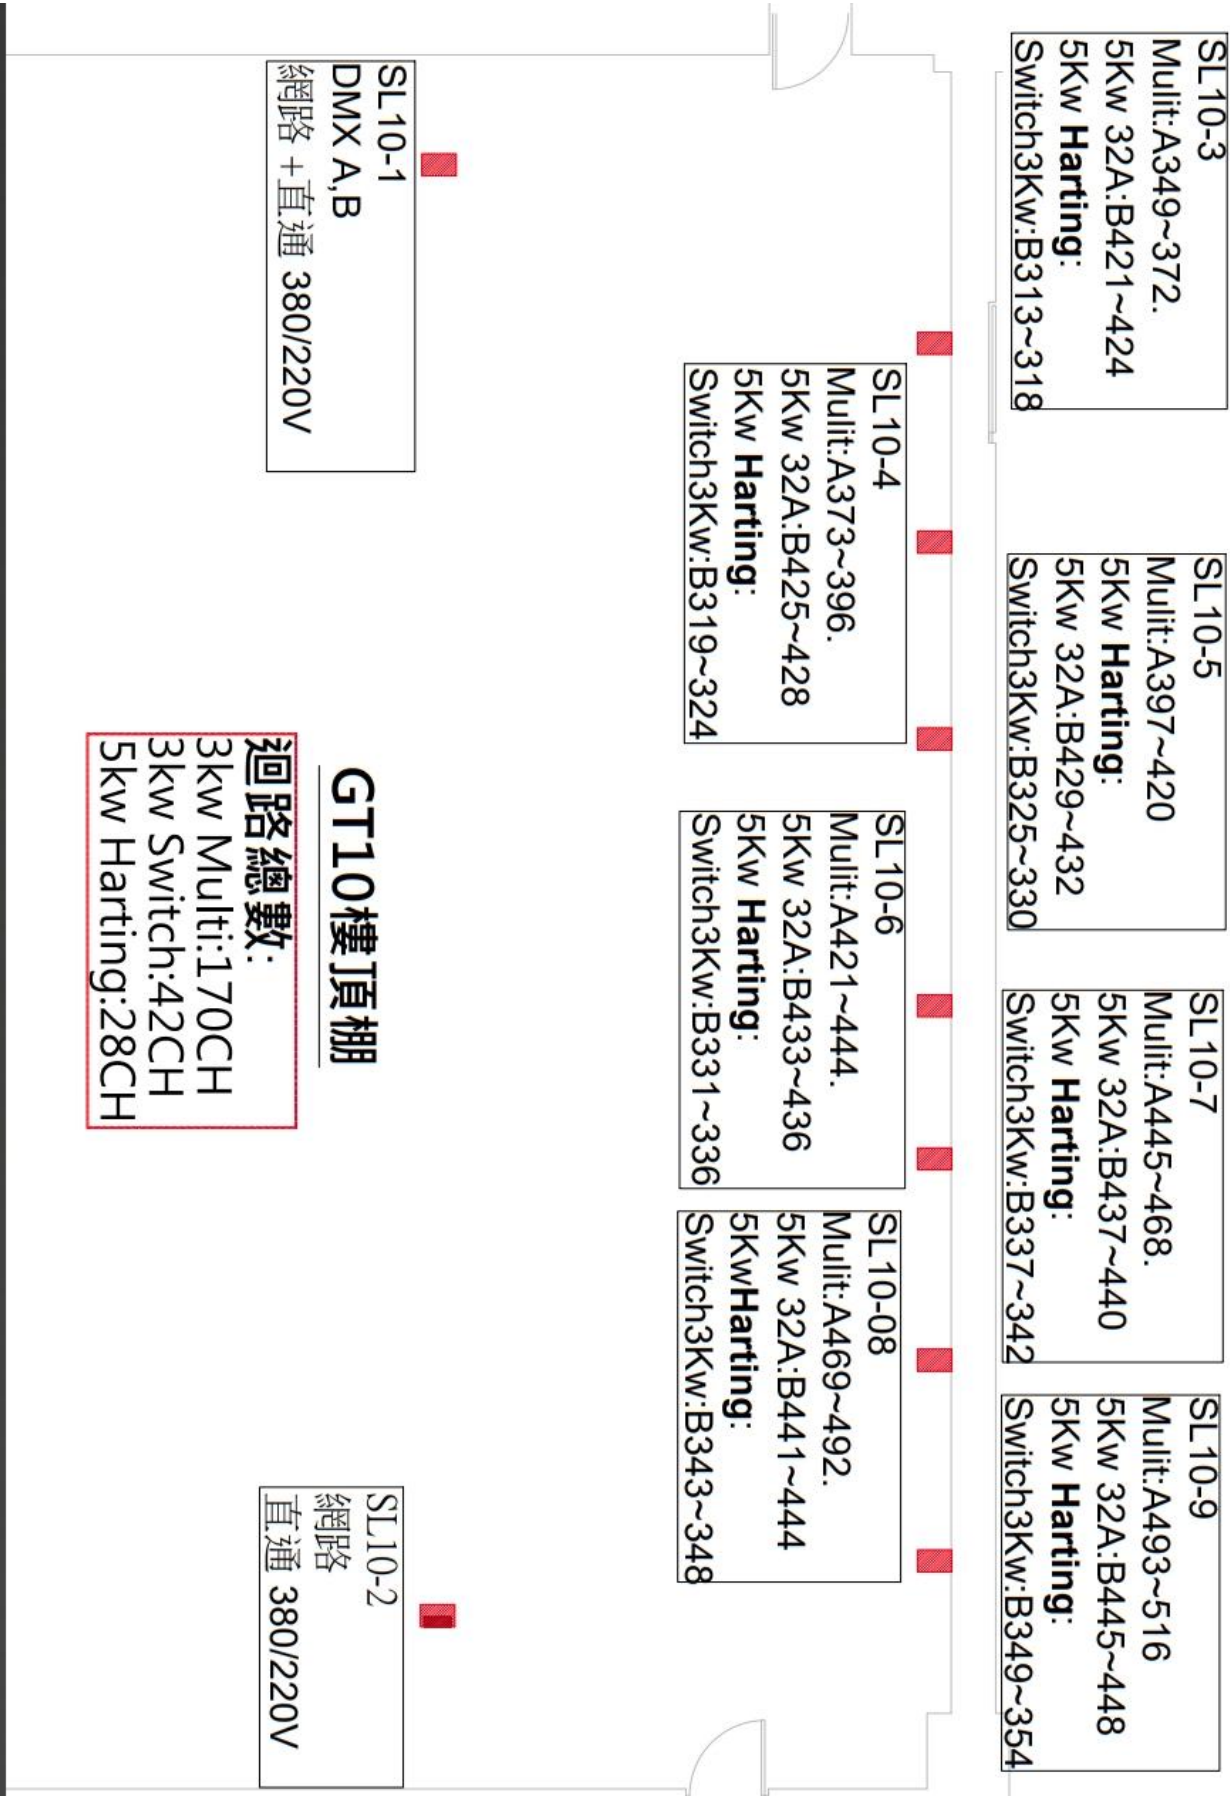 SL10-3
Mulit:A349~372.
5Kw 32A:B421~424
5Kw Harting:
Switch3Kw:B313~318
SL10-5
Mulit:A397~420
5Kw Harting:
5Kw 32A:B429~432
Switch3Kw:B325~330
SL10-7
Mulit:A445~468.
5Kw 32A:B437~440
5Kw Harting:
Switch3Kw:B337~342
SL10-9
Mulit:A493~516
5Kw 32A:B445~448
5Kw Harting:
Switch3Kw:B349~354
SL10-4
Mulit:A373~396.
5Kw 32A:B425~428
5Kw Harting:
Switch3Kw:B319~324
SL10-6
Mulit:A421~444.
5Kw 32A:B433~436
5Kw Harting:
Switch3Kw:B331~336
SL10-08
Mulit:A469~492.
5Kw 32A:B441~444
5KwHarting:
Switch3Kw:B343~348
SL10-1
DMX A,B
網路 +直通 380/220V
GT10樓頂棚
迴路總數:
3kw Multi:170CH
3kw Switch:42CH
5kw Harting:28CH
SL10-2
網路
直通 380/220V